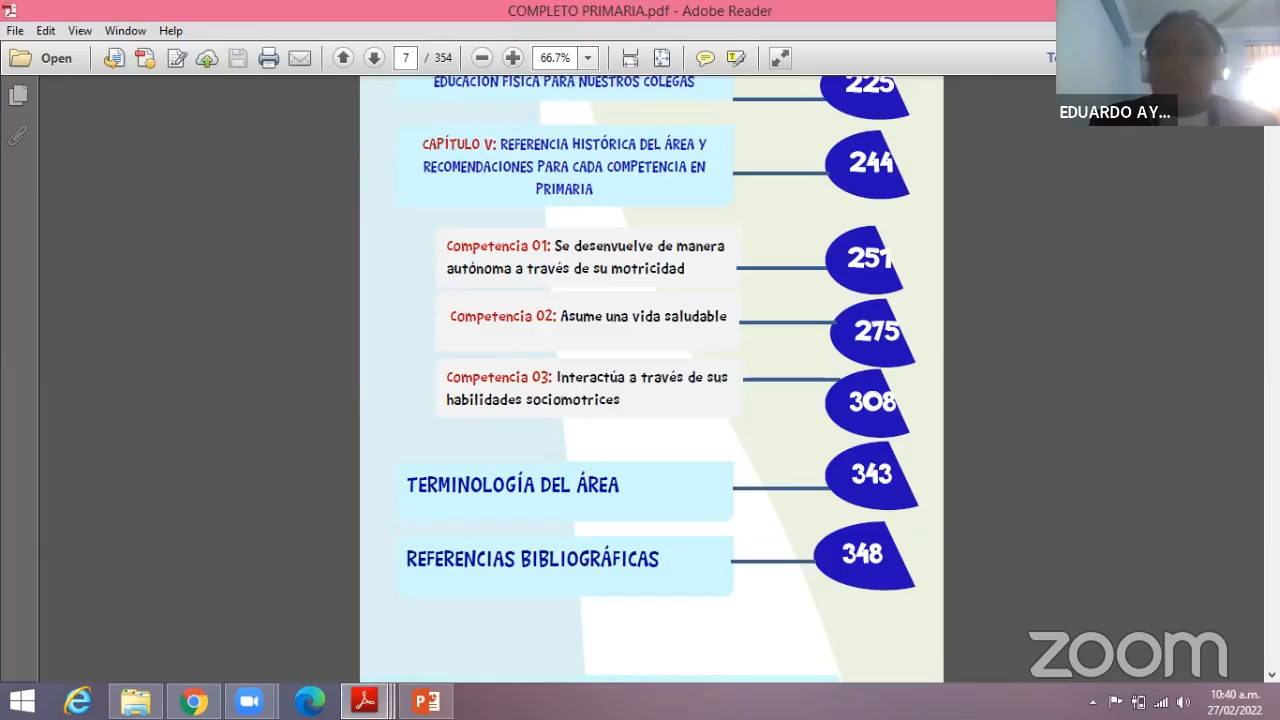 COMPLETO PRIMARIA.pdf - Adobe Reader
File Edit View Window Help
Open 7 / 354 66.7%
EDUCACIÓN FÍSICA PARA NUESTROS COLEGAS 225
EDUARDO AY...
CAPÍTULO V: REFERENCIA HISTÓRICA DEL ÁREA Y
RECOMENDACIONES PARA CADA COMPETENCIA EN
PRIMARIA
244
Competencia 01: Se desenvuelve de manera
autónoma a través de su motricidad
251
Competencia 02: Asume una vida saludable
275
Competencia 03: Interactúa a través de sus
habilidades sociomotrices
308
TERMINOLOGÍA DEL ÁREA 343
REFERENCIAS BIBLIOGRÁFICAS 348
zoom
10:40 a.m.
27/02/2022